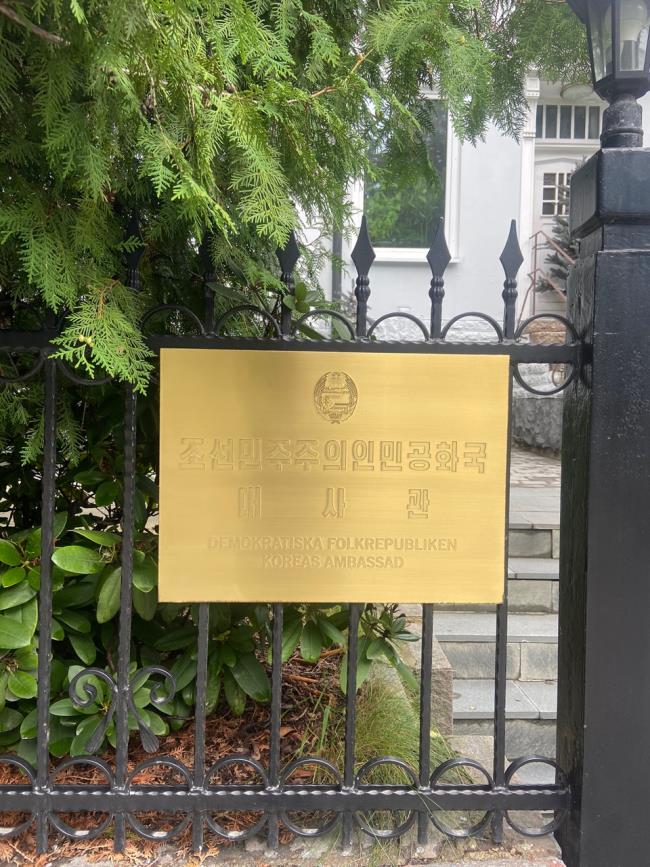 조선민주주의인민공화국
대 사 관
DEMOKRATISKA FOLKREPUBLIKEN
KOREAS AMBASSAD